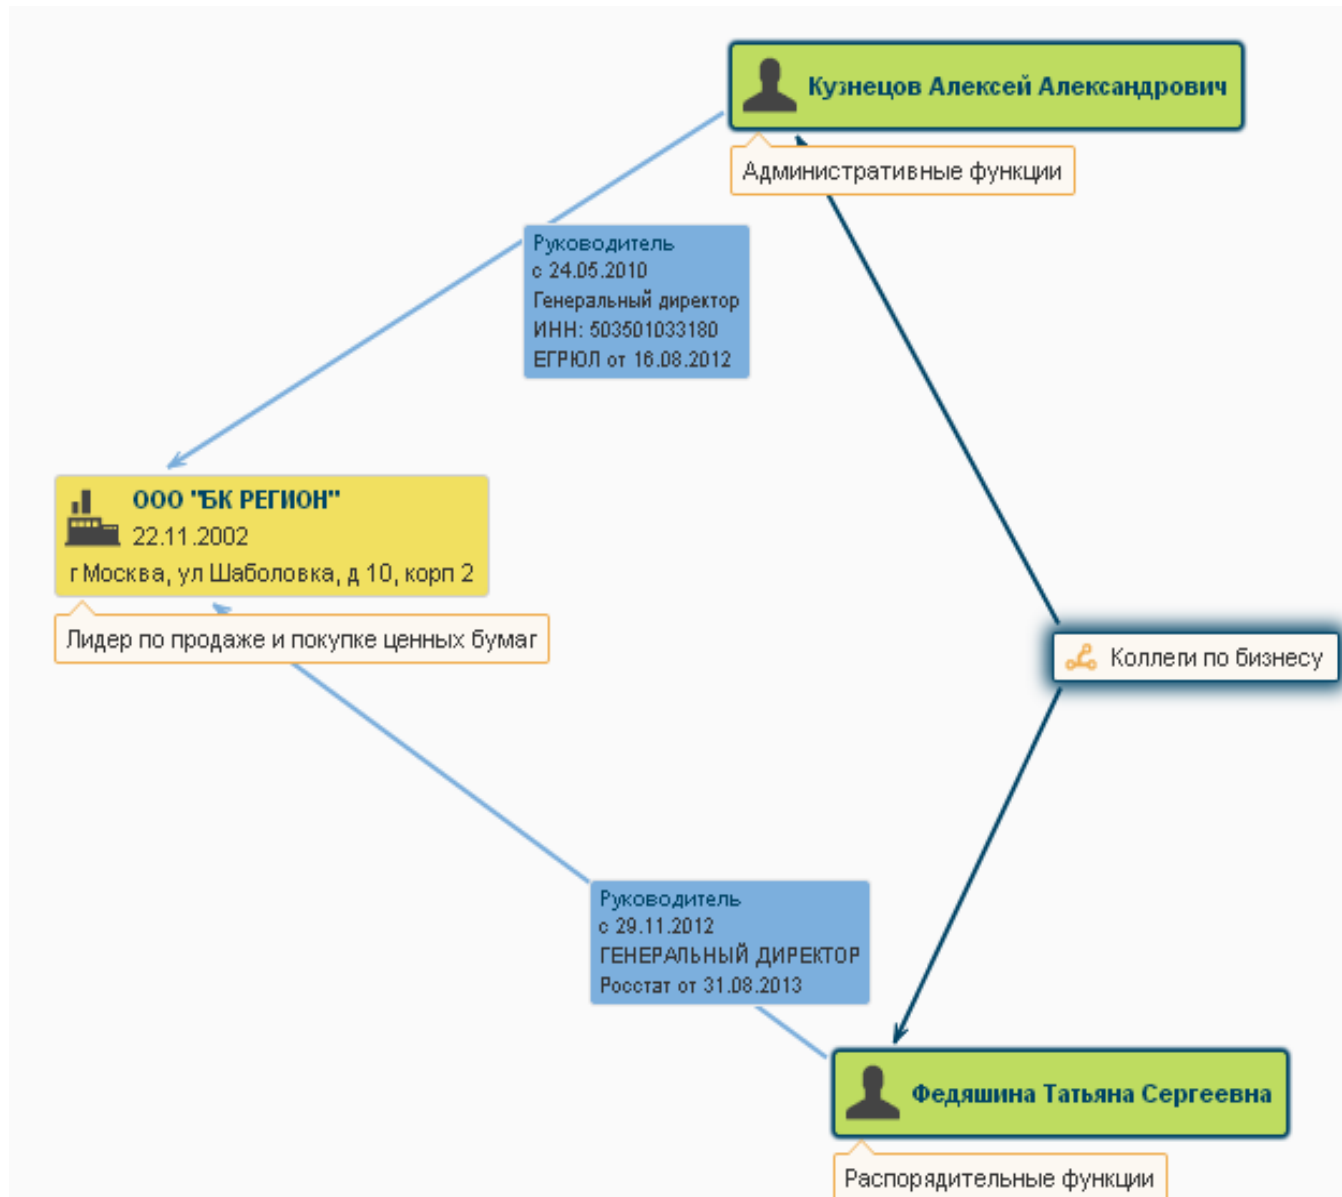 Кузнецов Алексей Александрович
Административные функции
Руководитель
с 24.05.2010
Генеральный директор
ИНН: 503501033180
ЕГРЮЛ от 16.08.2012
ООО "БК РЕГИОН"
22.11.2002
г Москва, ул Шаболовка, д 10, корп 2
Лидер по продаже и покупке ценных бумаг
Коллеги по бизнесу
Руководитель
с 29.11.2012
ГЕНЕРАЛЬНЫЙ ДИРЕКТОР
Росстат от 31.08.2013
Федяшина Татьяна Сергеевна
Распорядительные функции